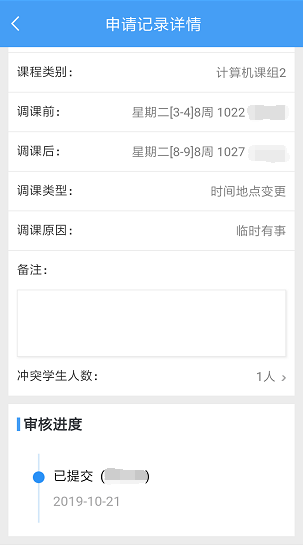 申请记录详情
课程类别： 计算机课组2
调课前： 星期二[3-4]8周 1022
调课后： 星期二[8-9]8周 1027
调课类型： 时间地点变更
调课原因： 临时有事
备注：
冲突学生人数： 1人
审核进度
已提交 ( )
2019-10-21